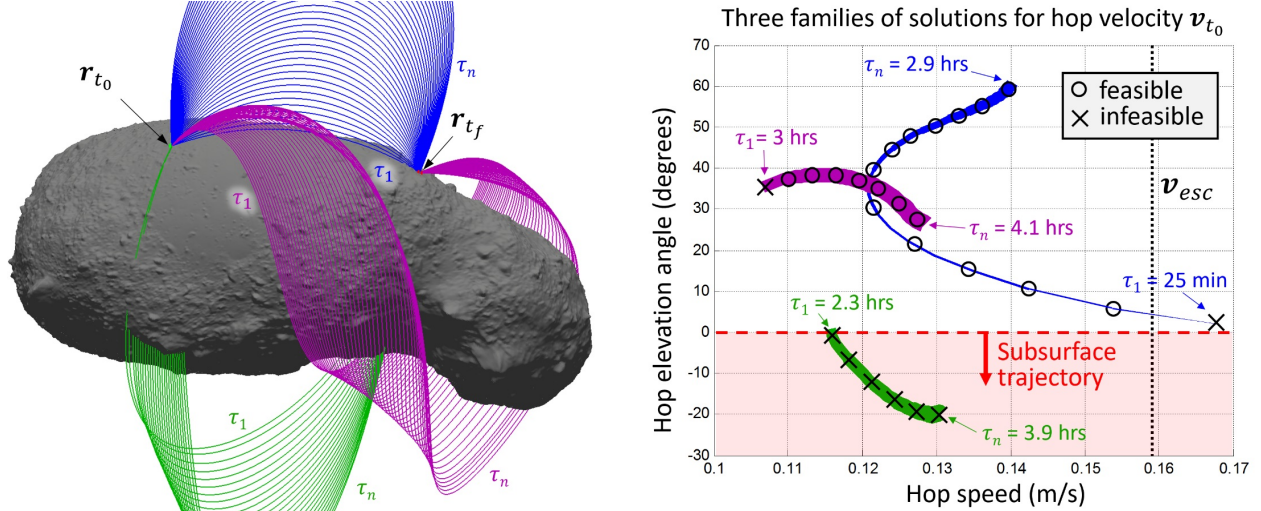 r_{t_0}
τ_n
r_{t_f}
τ_1
τ_1
τ_1
τ_n
τ_n
Three families of solutions for hop velocity v_{t_0}
Hop elevation angle (degrees)
70
60
50
40
30
20
10
0
-10
-20
-30
τ_n = 2.9 hrs
feasible
infeasible
τ_1 = 3 hrs
v_{esc}
τ_n = 4.1 hrs
τ_1 = 25 min
τ_1 = 2.3 hrs
Subsurface
trajectory
τ_n = 3.9 hrs
0.1 0.11 0.12 0.13 0.14 0.15 0.16 0.17
Hop speed (m/s)